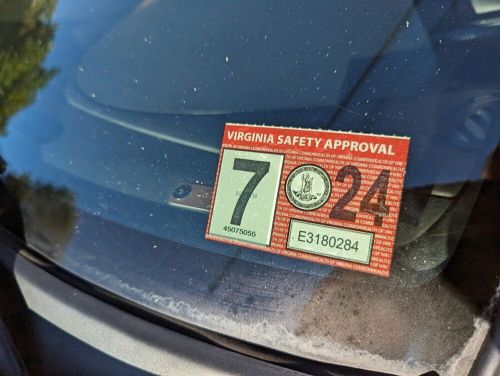 VIRGINIA SAFETY APPROVAL
7
24
45075055
E3180284